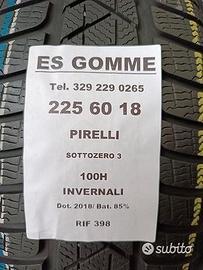 ES GOMME
Tel. 329 229 0265
225 60 18
PIRELLI
SOTTOZERO 3
100H
INVERNALI
Dot. 2018/ Bat. 85%
RIF 398
subito